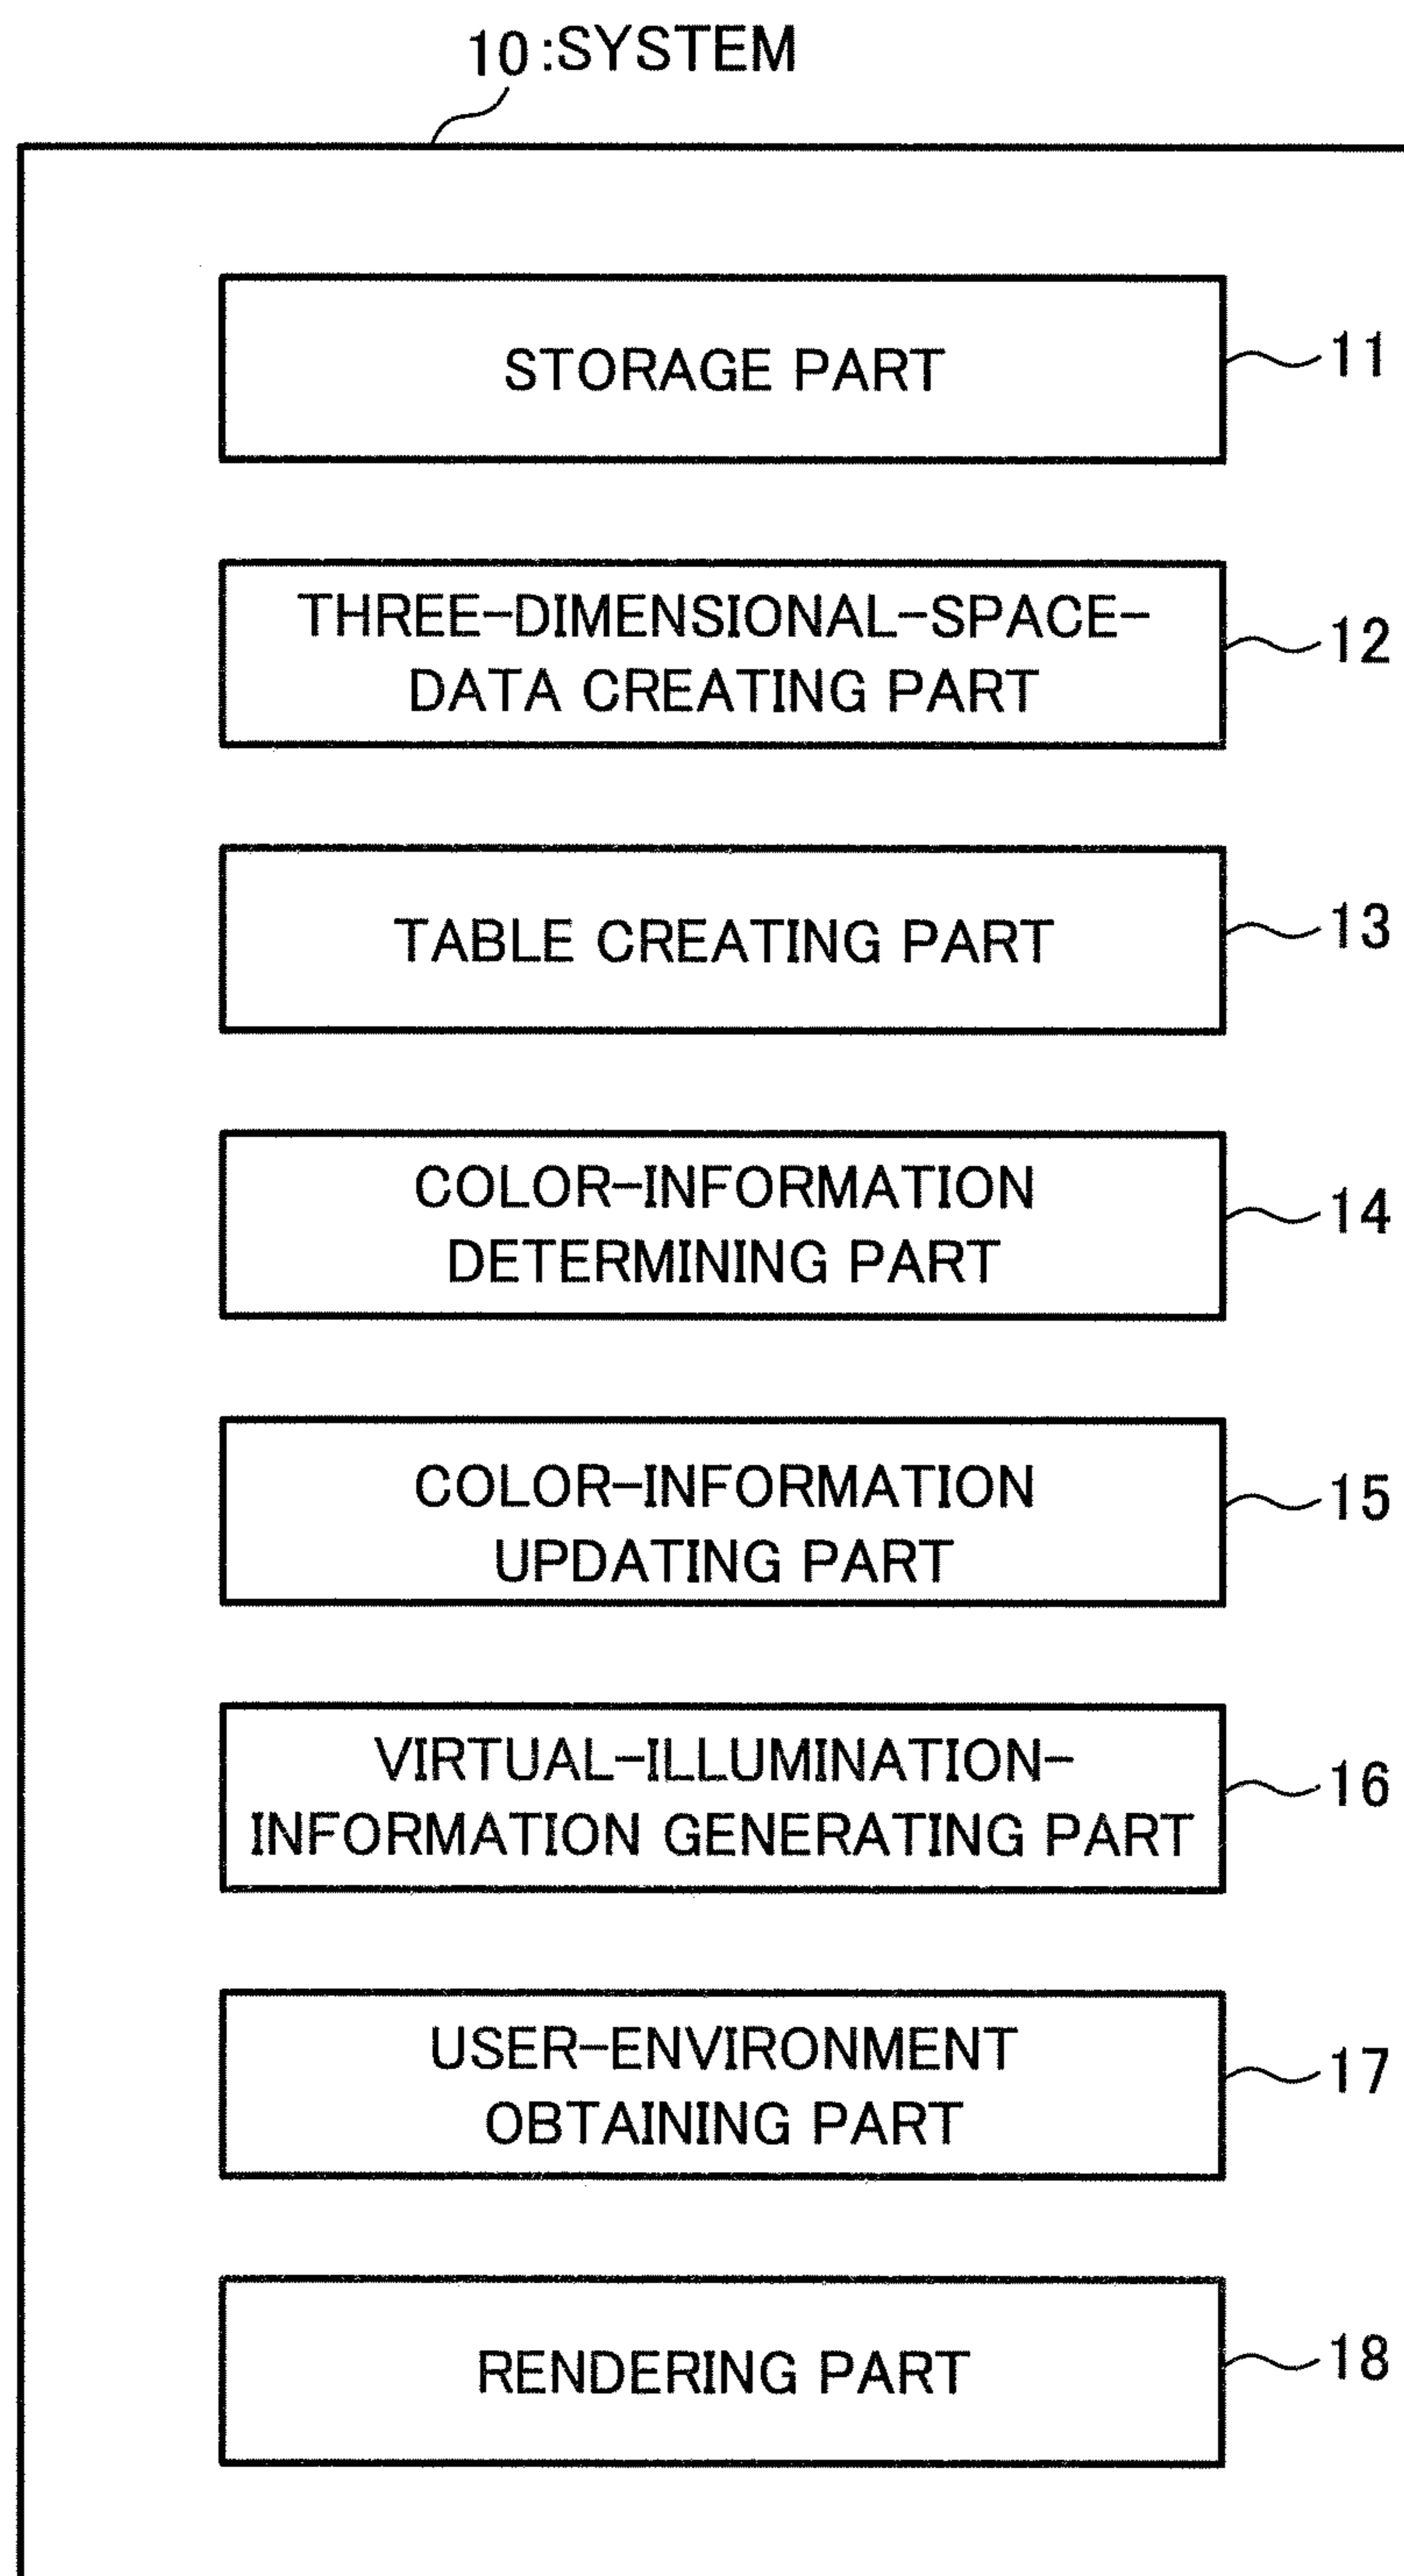 10:SYSTEM
STORAGE PART
11
THREE-DIMENSIONAL-SPACE-
DATA CREATING PART
12
TABLE CREATING PART
13
COLOR-INFORMATION
DETERMINING PART
14
COLOR-INFORMATION
UPDATING PART
15
VIRTUAL-ILLUMINATION-
INFORMATION GENERATING PART
16
USER-ENVIRONMENT
OBTAINING PART
17
RENDERING PART
18